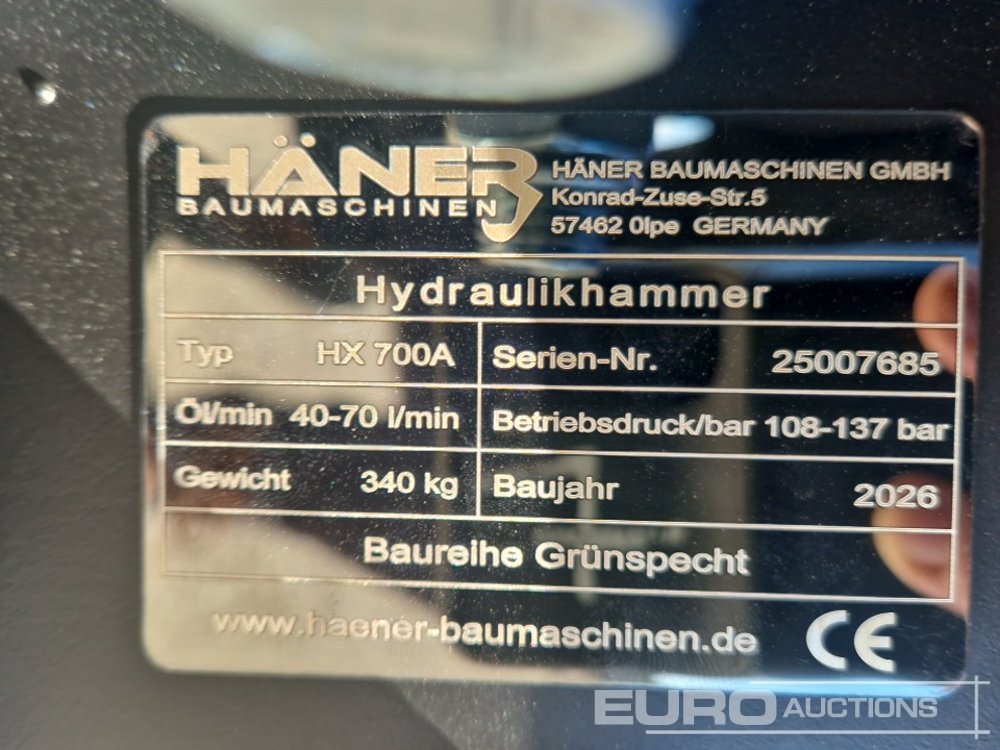 HÄNER
BAUMASCHINEN
HÄNER BAUMASCHINEN GMBH
Konrad-Zuse-Str.5
57462 Olpe GERMANY
Hydraulikhammer
Typ HX 700A Serien-Nr. 25007685
Öl/min 40-70 l/min Betriebsdruck/bar 108-137 bar
Gewicht 340 kg Baujahr 2026
Baureihe Grünspecht
www.haener-baumaschinen.de
CE
EURO AUCTIONS